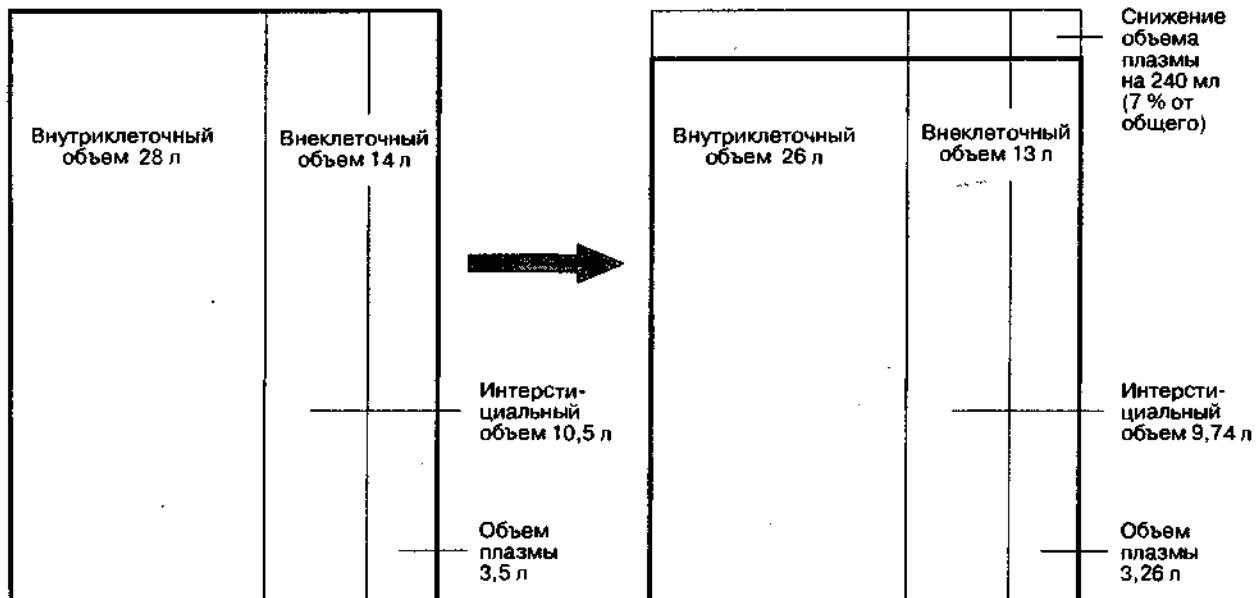 Внутриклеточный
объем 28 л
Внеклеточный
объем 14 л
Интерсти-
циальный
объем 10,5 л
Объем
плазмы
3,5 л
Снижение
объема
плазмы
на 240 мл
(7 % от
общего)
Внутриклеточный
объем 26 л
Внеклеточный
объем 13 л
Интерсти-
циальный
объем 9,74 л
Объем
плазмы
3,26 л